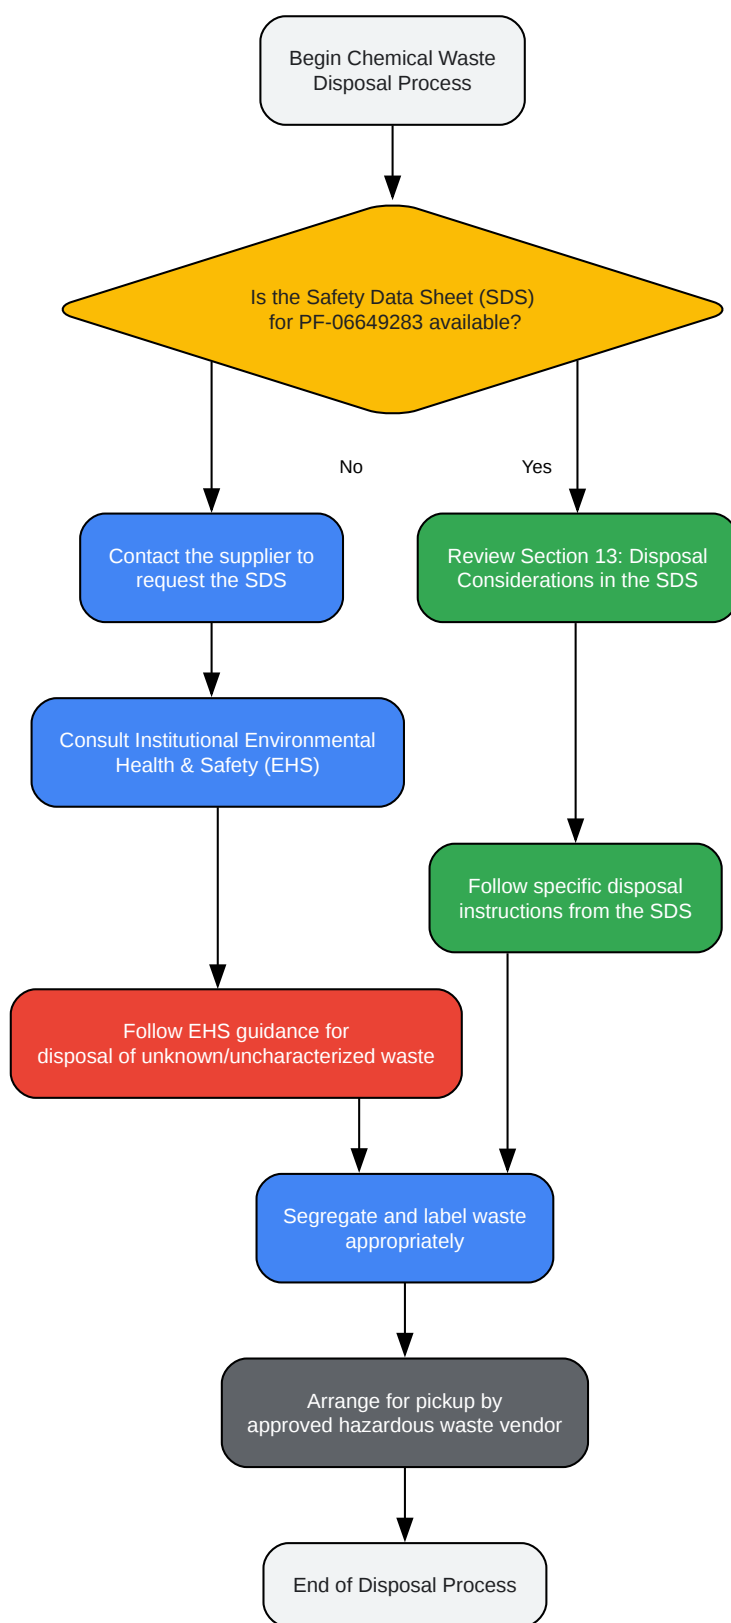 Begin Chemical Waste
Disposal Process
Is the Safety Data Sheet (SDS)
for PF-06649283 available?
No
Yes
Contact the supplier to
request the SDS
Review Section 13: Disposal
Considerations in the SDS
Consult Institutional Environmental
Health & Safety (EHS)
Follow specific disposal
instructions from the SDS
Follow EHS guidance for
disposal of unknown/uncharacterized waste
Segregate and label waste
appropriately
Arrange for pickup by
approved hazardous waste vendor
End of Disposal Process